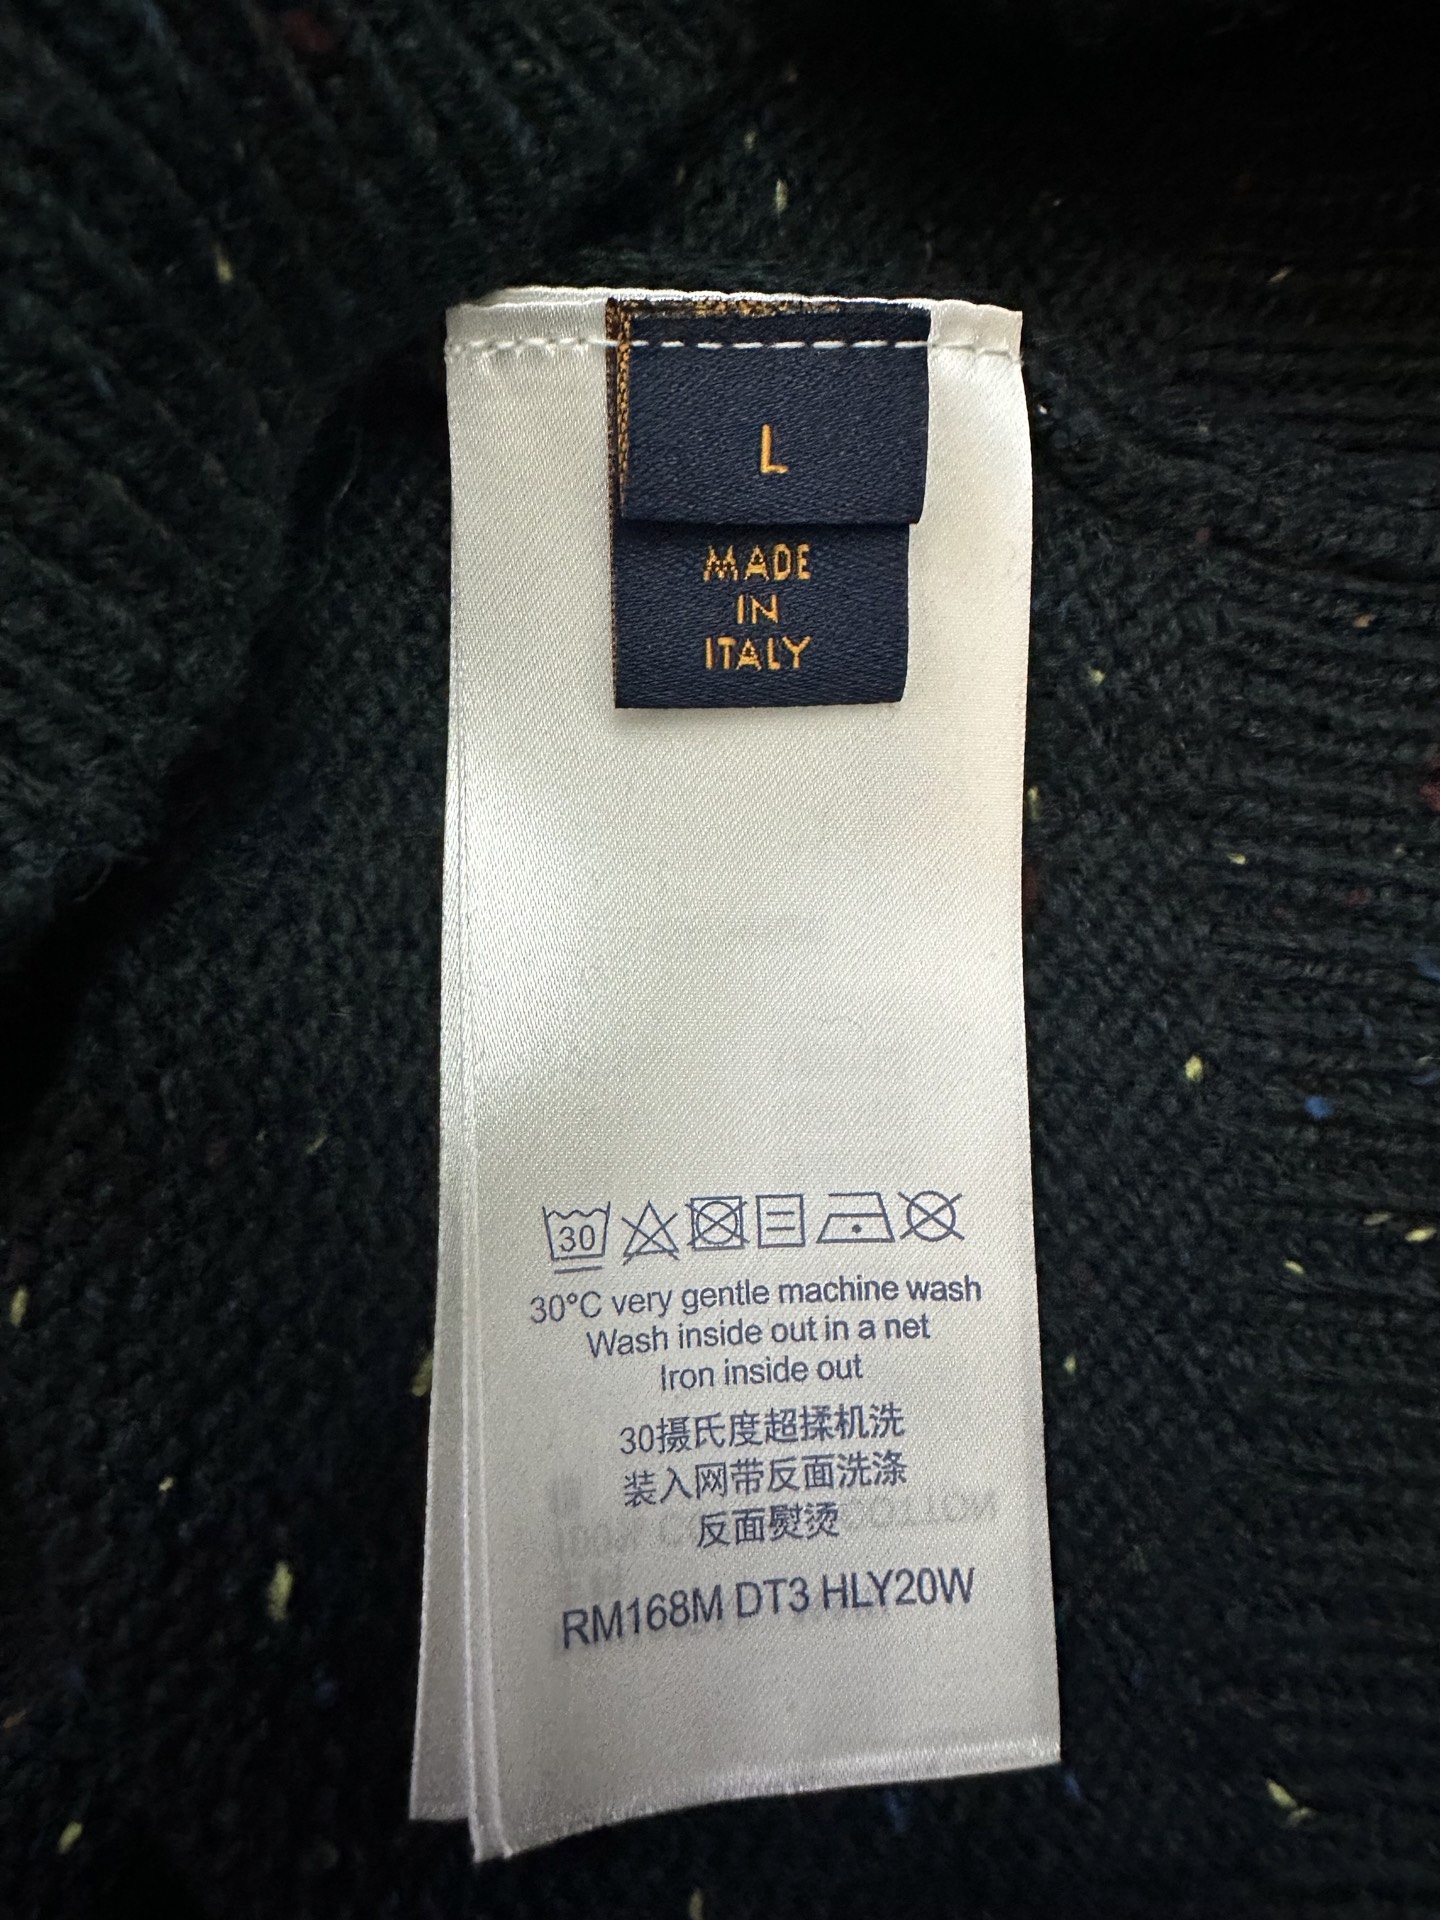 L
MADE
IN
ITALY
30
30°C very gentle machine wash
Wash inside out in a net
Iron inside out
30摄氏度超揉机洗
装入网带反面洗涤
反面熨烫
RM168M DT3 HLY20W